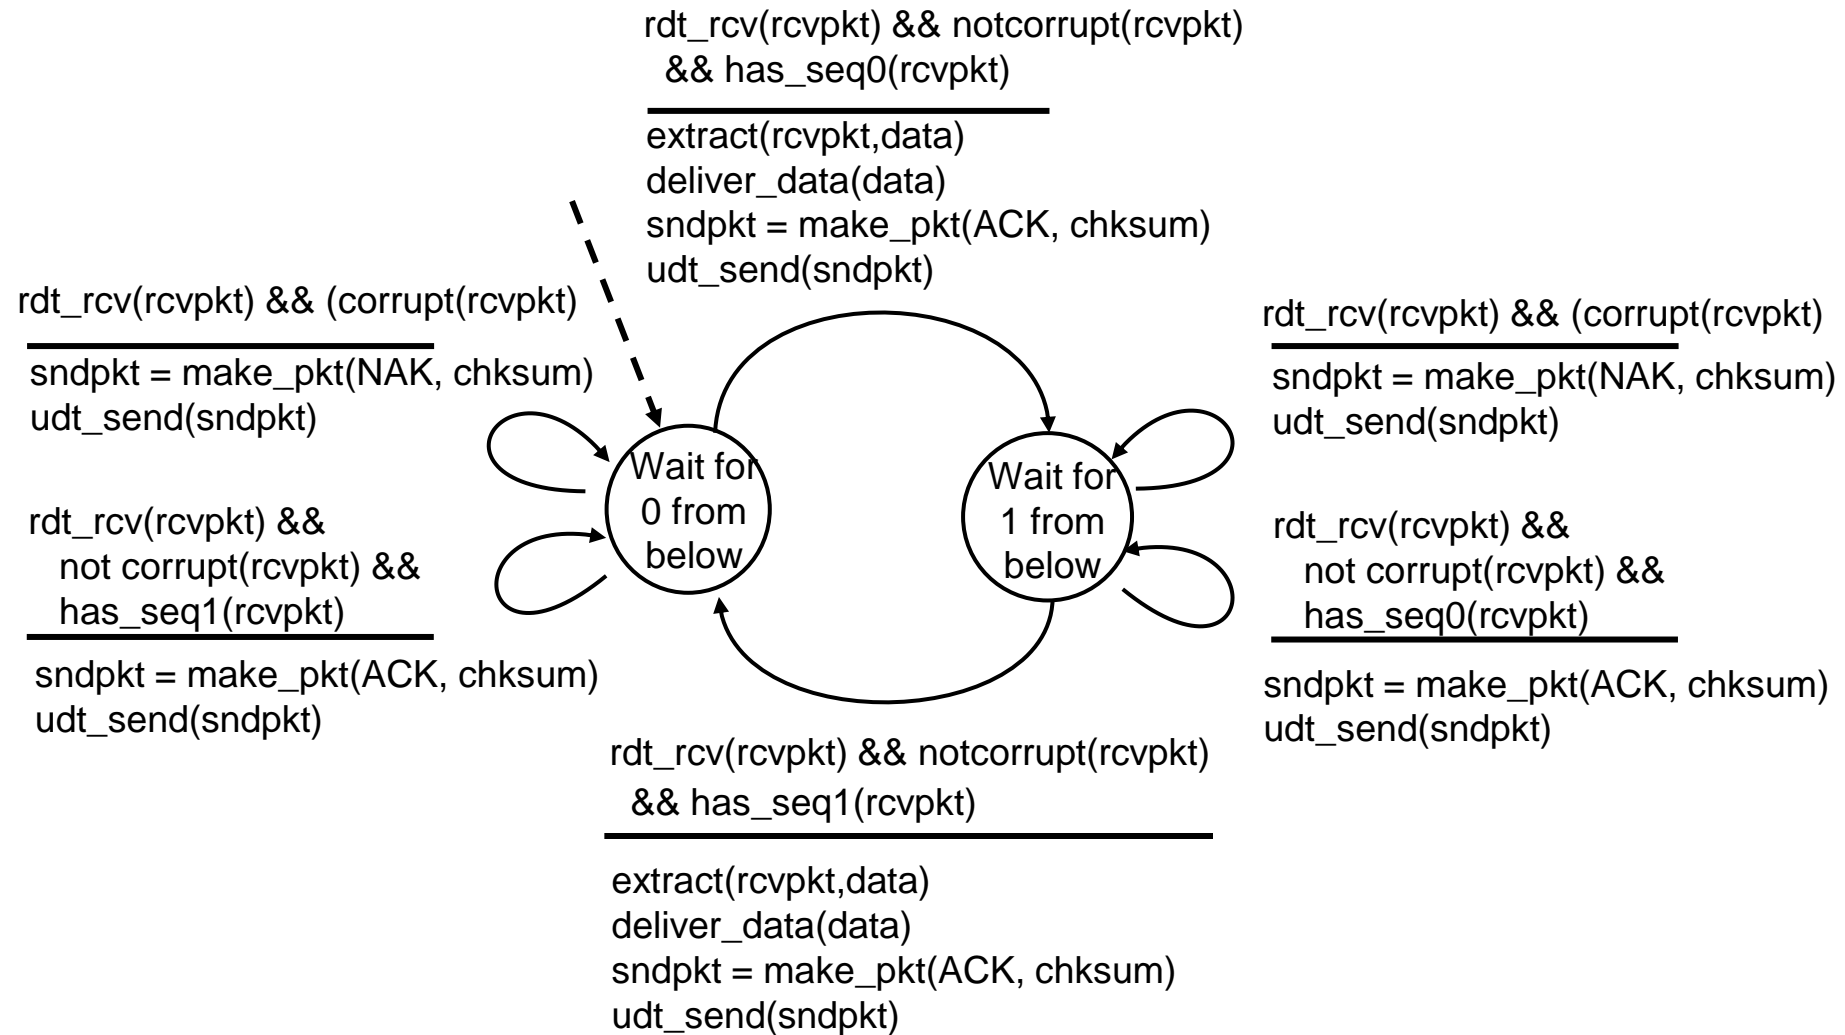 rdt_rcv(rcvpkt) && notcorrupt(rcvpkt)
&& has_seq0(rcvpkt)
extract(rcvpkt,data)
deliver_data(data)
sndpkt = make_pkt(ACK, chksum)
udt_send(sndpkt)
rdt_rcv(rcvpkt) && (corrupt(rcvpkt)
sndpkt = make_pkt(NAK, chksum)
udt_send(sndpkt)
rdt_rcv(rcvpkt) &&
not corrupt(rcvpkt) &&
has_seq1(rcvpkt)
sndpkt = make_pkt(ACK, chksum)
udt_send(sndpkt)
Wait for
0 from
below
Wait for
1 from
below
rdt_rcv(rcvpkt) && (corrupt(rcvpkt)
sndpkt = make_pkt(NAK, chksum)
udt_send(sndpkt)
rdt_rcv(rcvpkt) &&
not corrupt(rcvpkt) &&
has_seq0(rcvpkt)
sndpkt = make_pkt(ACK, chksum)
udt_send(sndpkt)
rdt_rcv(rcvpkt) && notcorrupt(rcvpkt)
&& has_seq1(rcvpkt)
extract(rcvpkt,data)
deliver_data(data)
sndpkt = make_pkt(ACK, chksum)
udt_send(sndpkt)